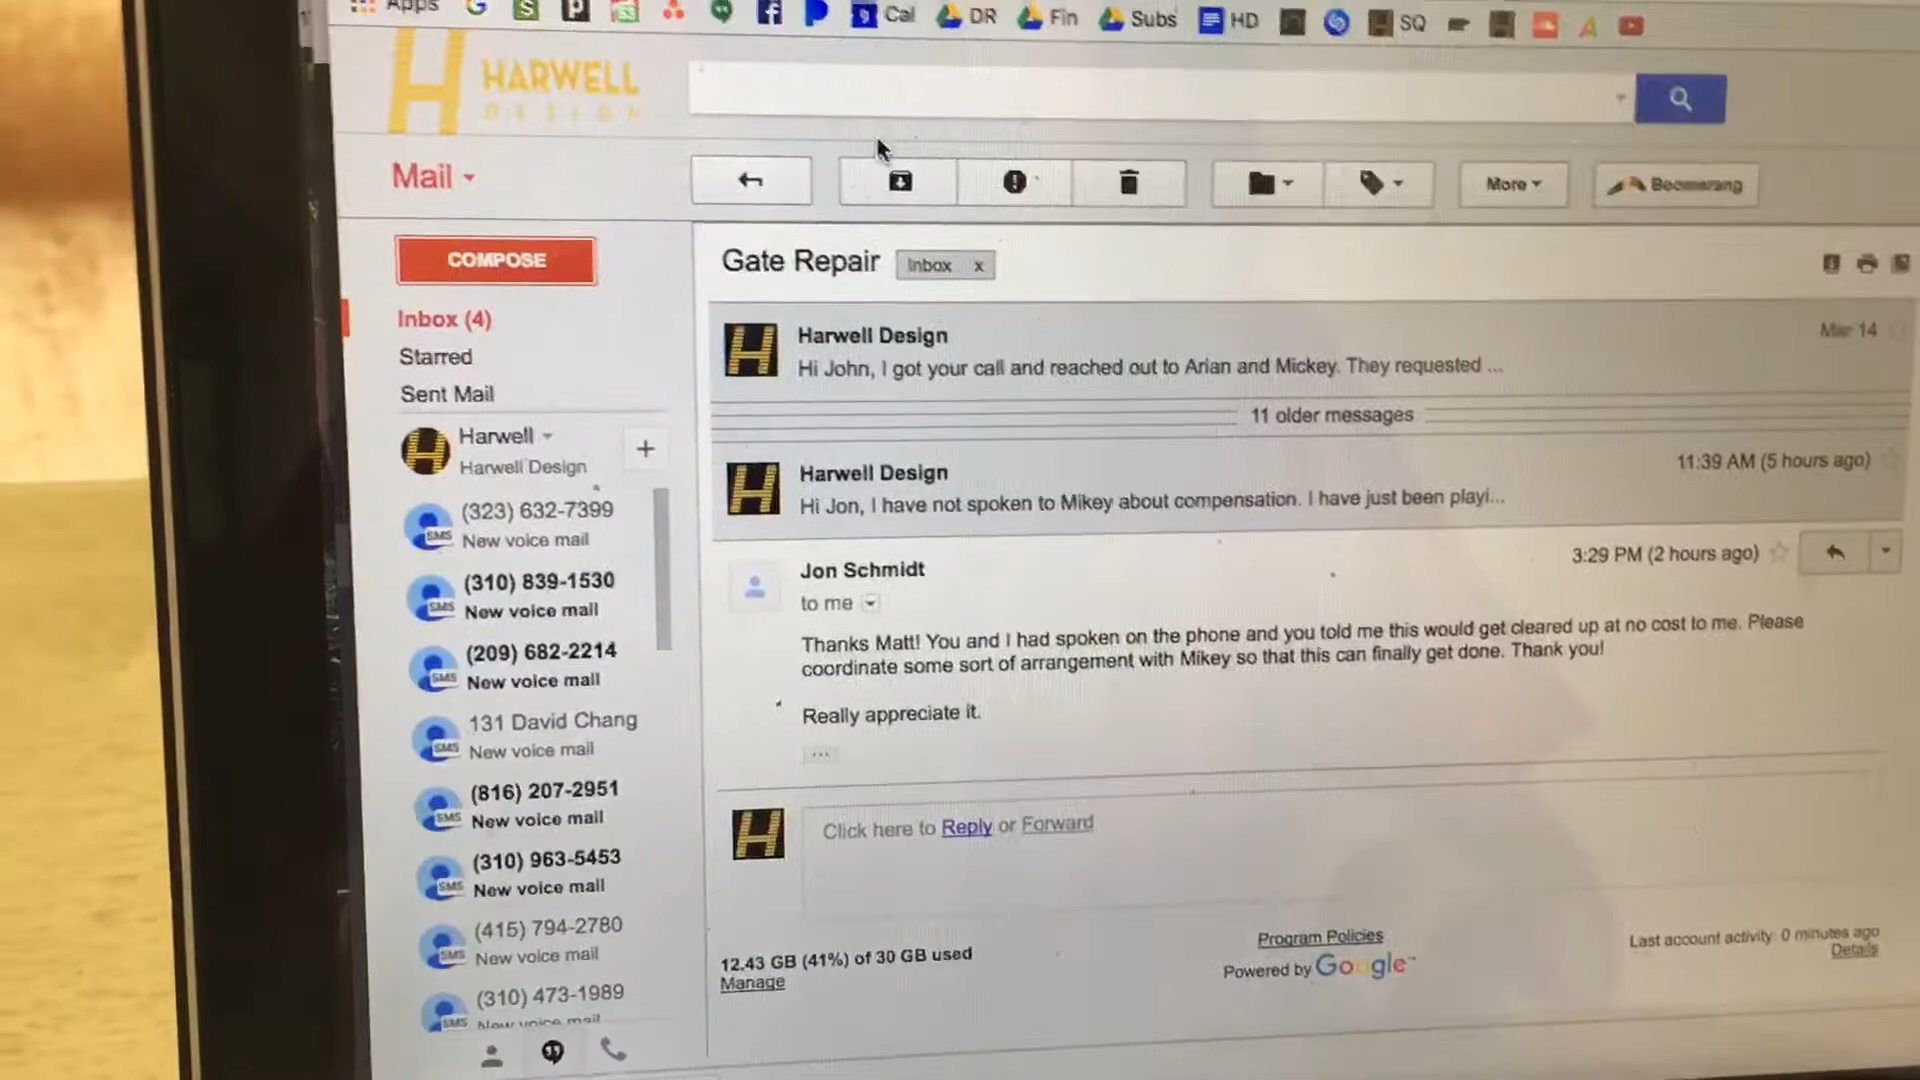 Apps
Cal
DR
Fin
Subs
HD
SQ
HARWELL
DESIGN
Mail
More
Boomerang
COMPOSE
Gate Repair
Inbox x
Inbox (4)
Starred
Sent Mail
Harwell
Harwell Design
(323) 632-7399
New voice mail
(310) 839-1530
New voice mail
(209) 682-2214
New voice mail
131 David Chang
New voice mail
(816) 207-2951
New voice mail
(310) 963-5453
New voice mail
(415) 794-2780
New voice mail
(310) 473-1989
New voice mail
Harwell Design
Mar 14
Hi John, I got your call and reached out to Arian and Mickey. They requested ...
11 older messages
Harwell Design
11:39 AM (5 hours ago)
Hi Jon, I have not spoken to Mikey about compensation. I have just been playi...
Jon Schmidt
3:29 PM (2 hours ago)
to me
Thanks Matt! You and I had spoken on the phone and you told me this would get cleared up at no cost to me. Please
coordinate some sort of arrangement with Mikey so that this can finally get done. Thank you!
Really appreciate it.
...
Click here to Reply or Forward
12.43 GB (41%) of 30 GB used
Manage
Program Policies
Powered by Google™
Last account activity: 0 minutes ago
Details